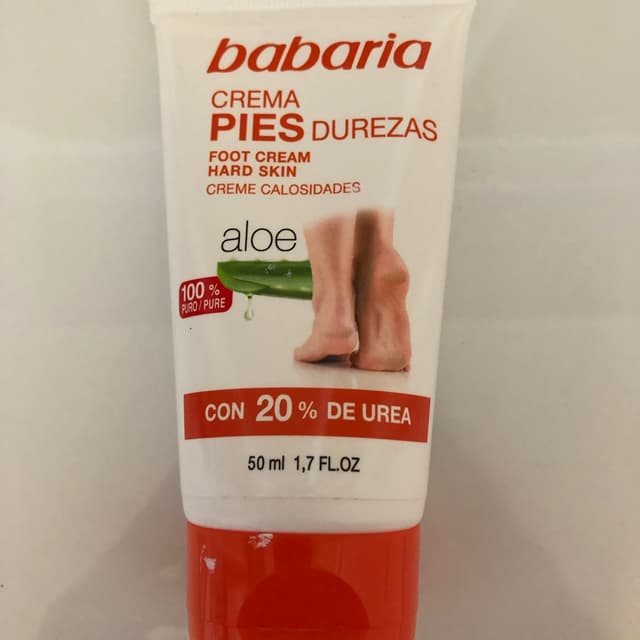 babaria
CREMA
PIES DUREZAS
FOOT CREAM
HARD SKIN
CREME CALOSIDADES
aloe
100 %
PURO / PURE
CON 20 % DE UREA
50 ml 1,7 FL.OZ